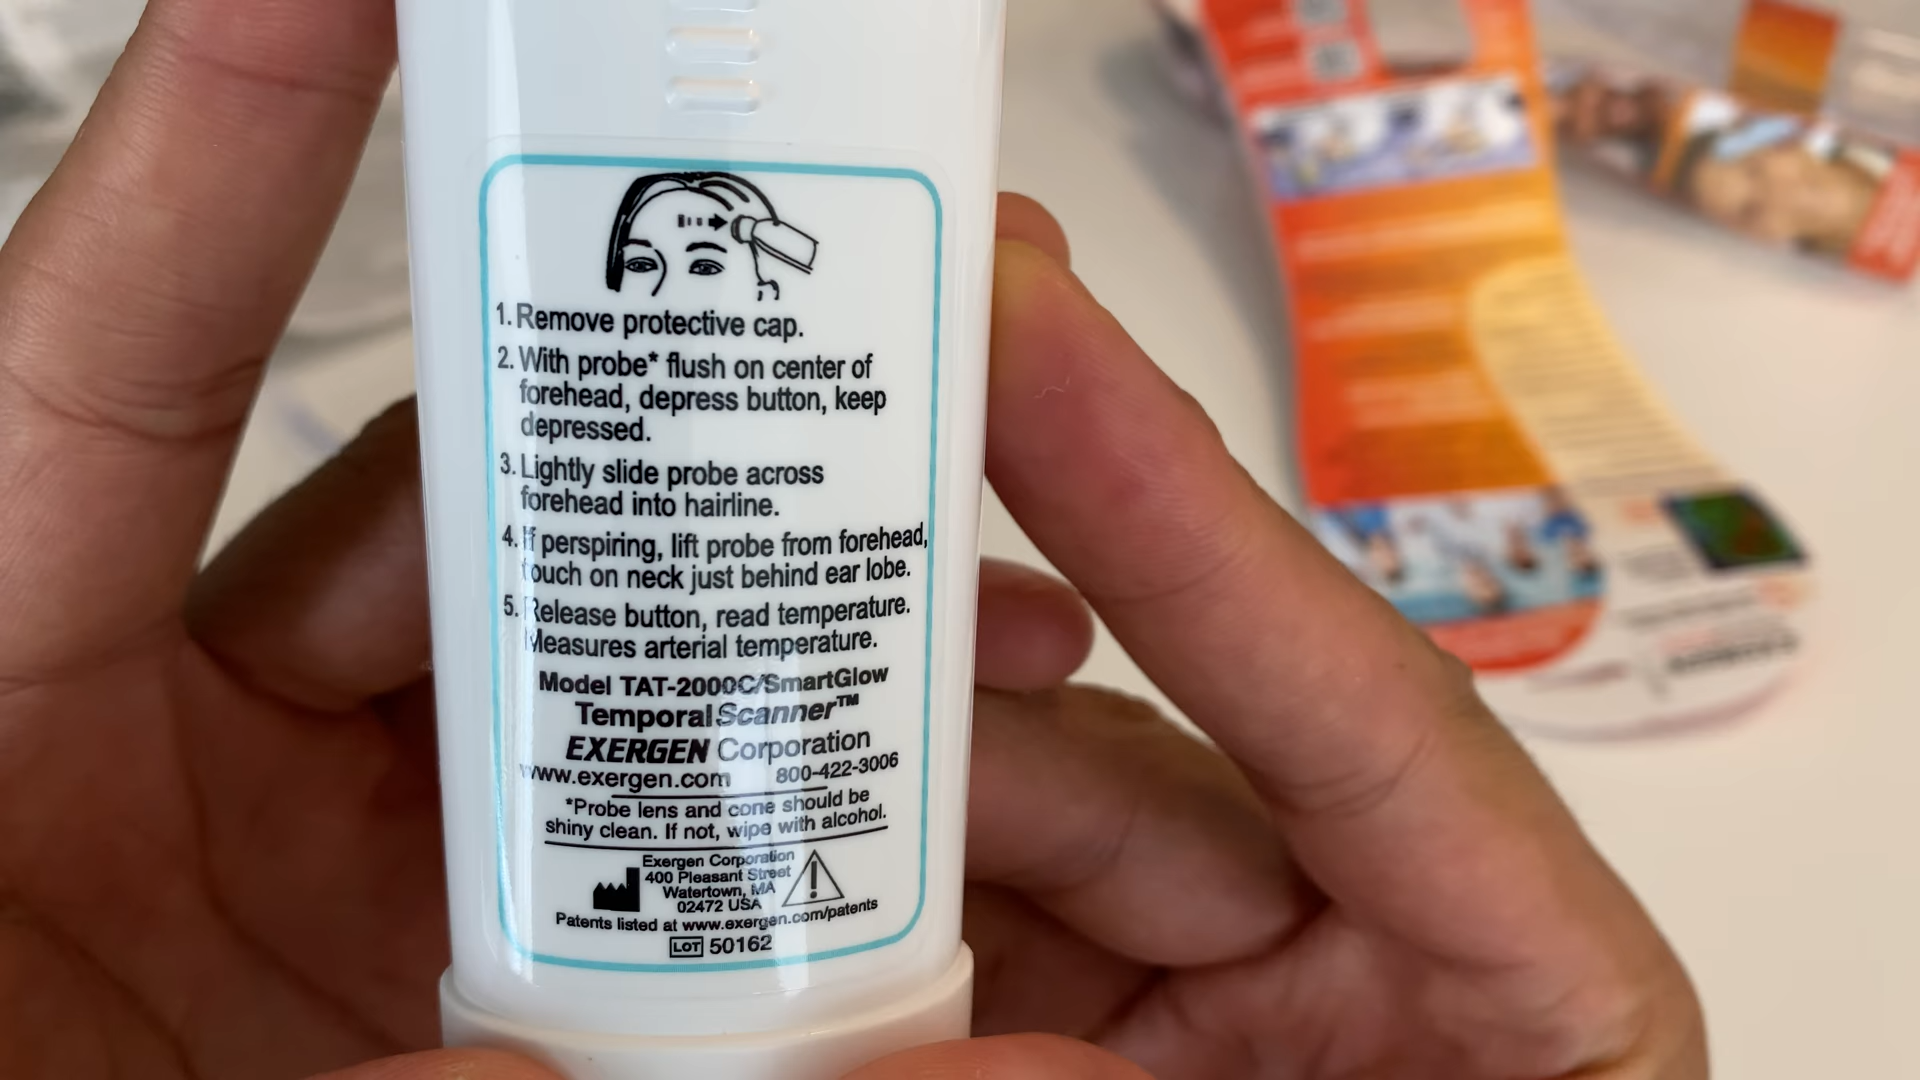 1. Remove protective cap.
2. With probe* flush on center of
forehead, depress button, keep
depressed.
3. Lightly slide probe across
forehead into hairline.
4. If perspiring, lift probe from forehead,
touch on neck just behind ear lobe.
5. Release button, read temperature.
Measures arterial temperature.
Model TAT-2000C/SmartGlow
TemporalScanner™
EXERGEN Corporation
www.exergen.com 800-422-3006
*Probe lens and cone should be
shiny clean. If not, wipe with alcohol.
Exergen Corporation
400 Pleasant Street
Watertown, MA
02472 USA
Patents listed at www.exergen.com/patents
LOT 50162